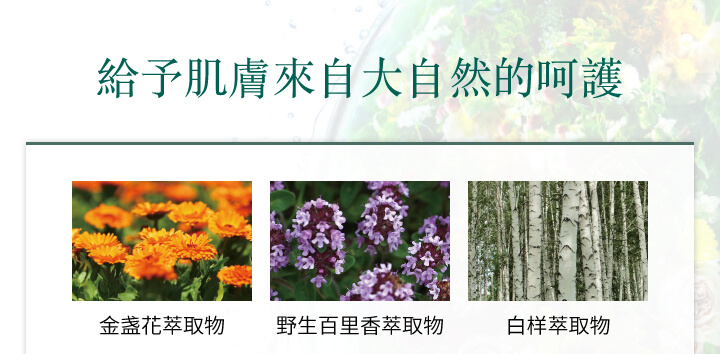 給予肌膚來自大自然的呵護
金盞花萃取物
野生百里香萃取物
白样萃取物